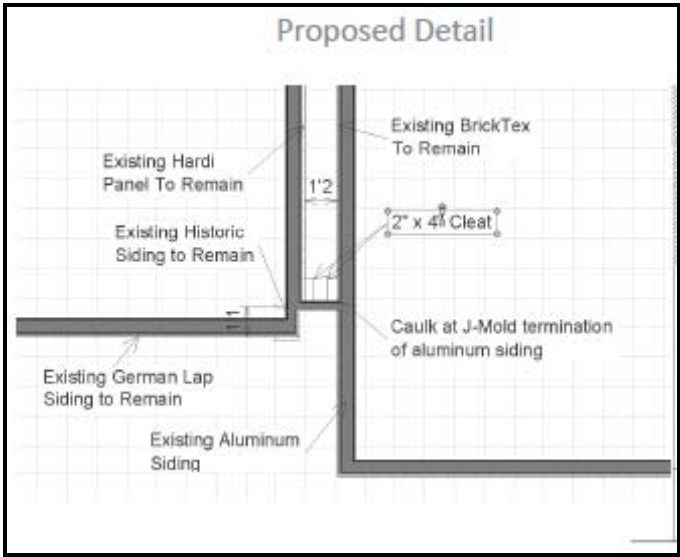 Proposed Detail
Existing BrickTex
To Remain
Existing Hardi
Panel To Remain
1'2
2" x 4" Cleat
Existing Historic
Siding to Remain
Caulk at J-Mold termination
of aluminum siding
Existing German Lap
Siding to Remain
Existing Aluminum
Siding